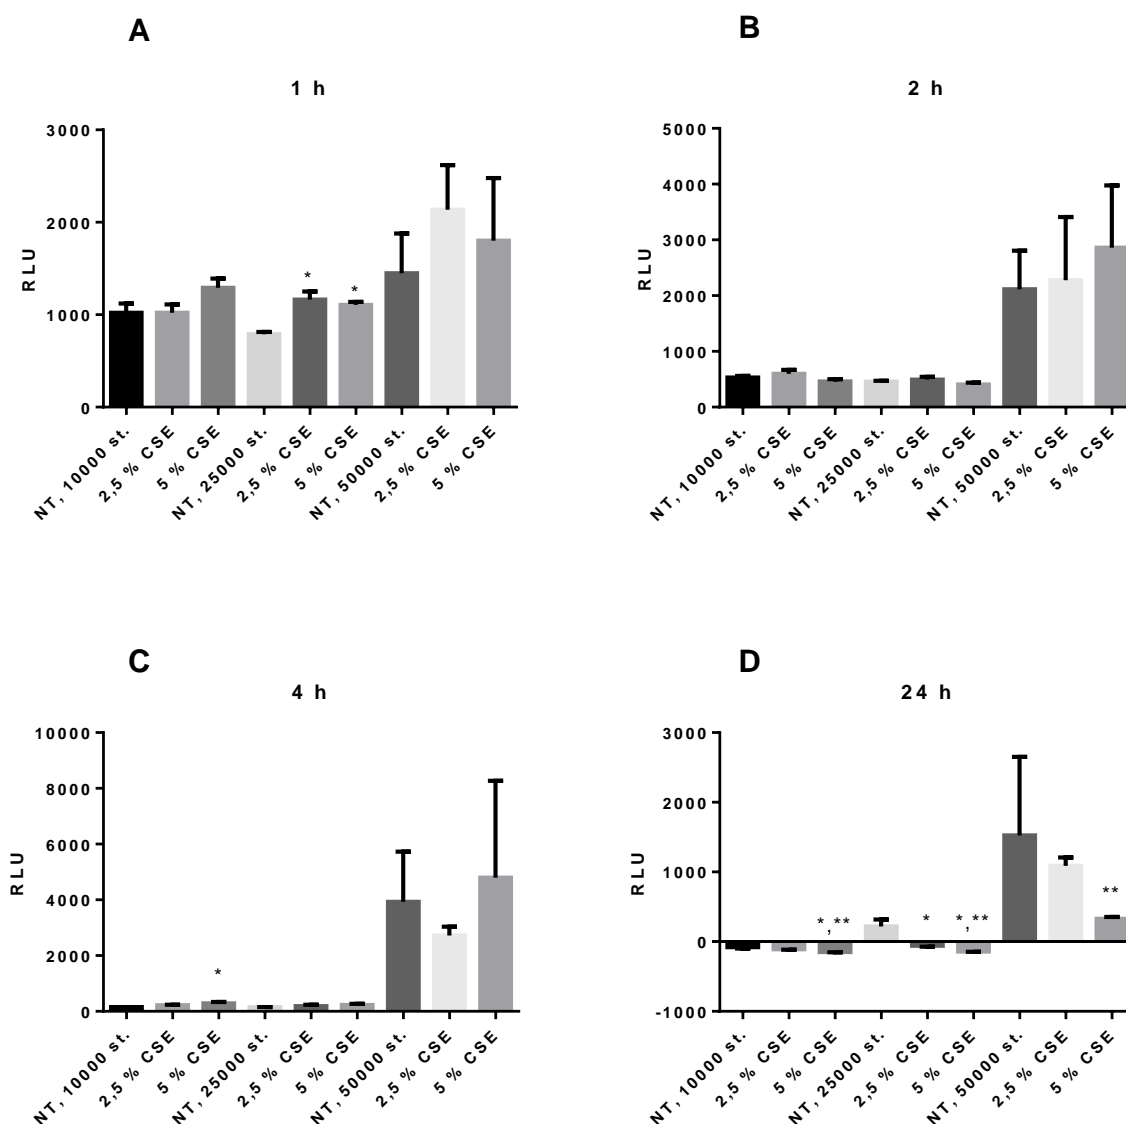 A
1 h
RLU
3000
2000
1000
0
*
*
NT, 10000 st.
2,5 % CSE
5 % CSE
NT, 25000 st.
2,5 % CSE
5 % CSE
NT, 50000 st.
2,5 % CSE
5 % CSE
B
2 h
RLU
5000
4000
3000
2000
1000
0
NT, 10000 st.
2,5 % CSE
5 % CSE
NT, 25000 st.
2,5 % CSE
5 % CSE
NT, 50000 st.
2,5 % CSE
5 % CSE
C
4 h
RLU
10000
8000
6000
4000
2000
0
*
NT, 10000 st.
2,5 % CSE
5 % CSE
NT, 25000 st.
2,5 % CSE
5 % CSE
NT, 50000 st.
2,5 % CSE
5 % CSE
D
24 h
RLU
3000
2000
1000
0
-1000
*,**
*
*,**
**
NT, 10000 st.
2,5 % CSE
5 % CSE
NT, 25000 st.
2,5 % CSE
5 % CSE
NT, 50000 st.
2,5 % CSE
5 % CSE